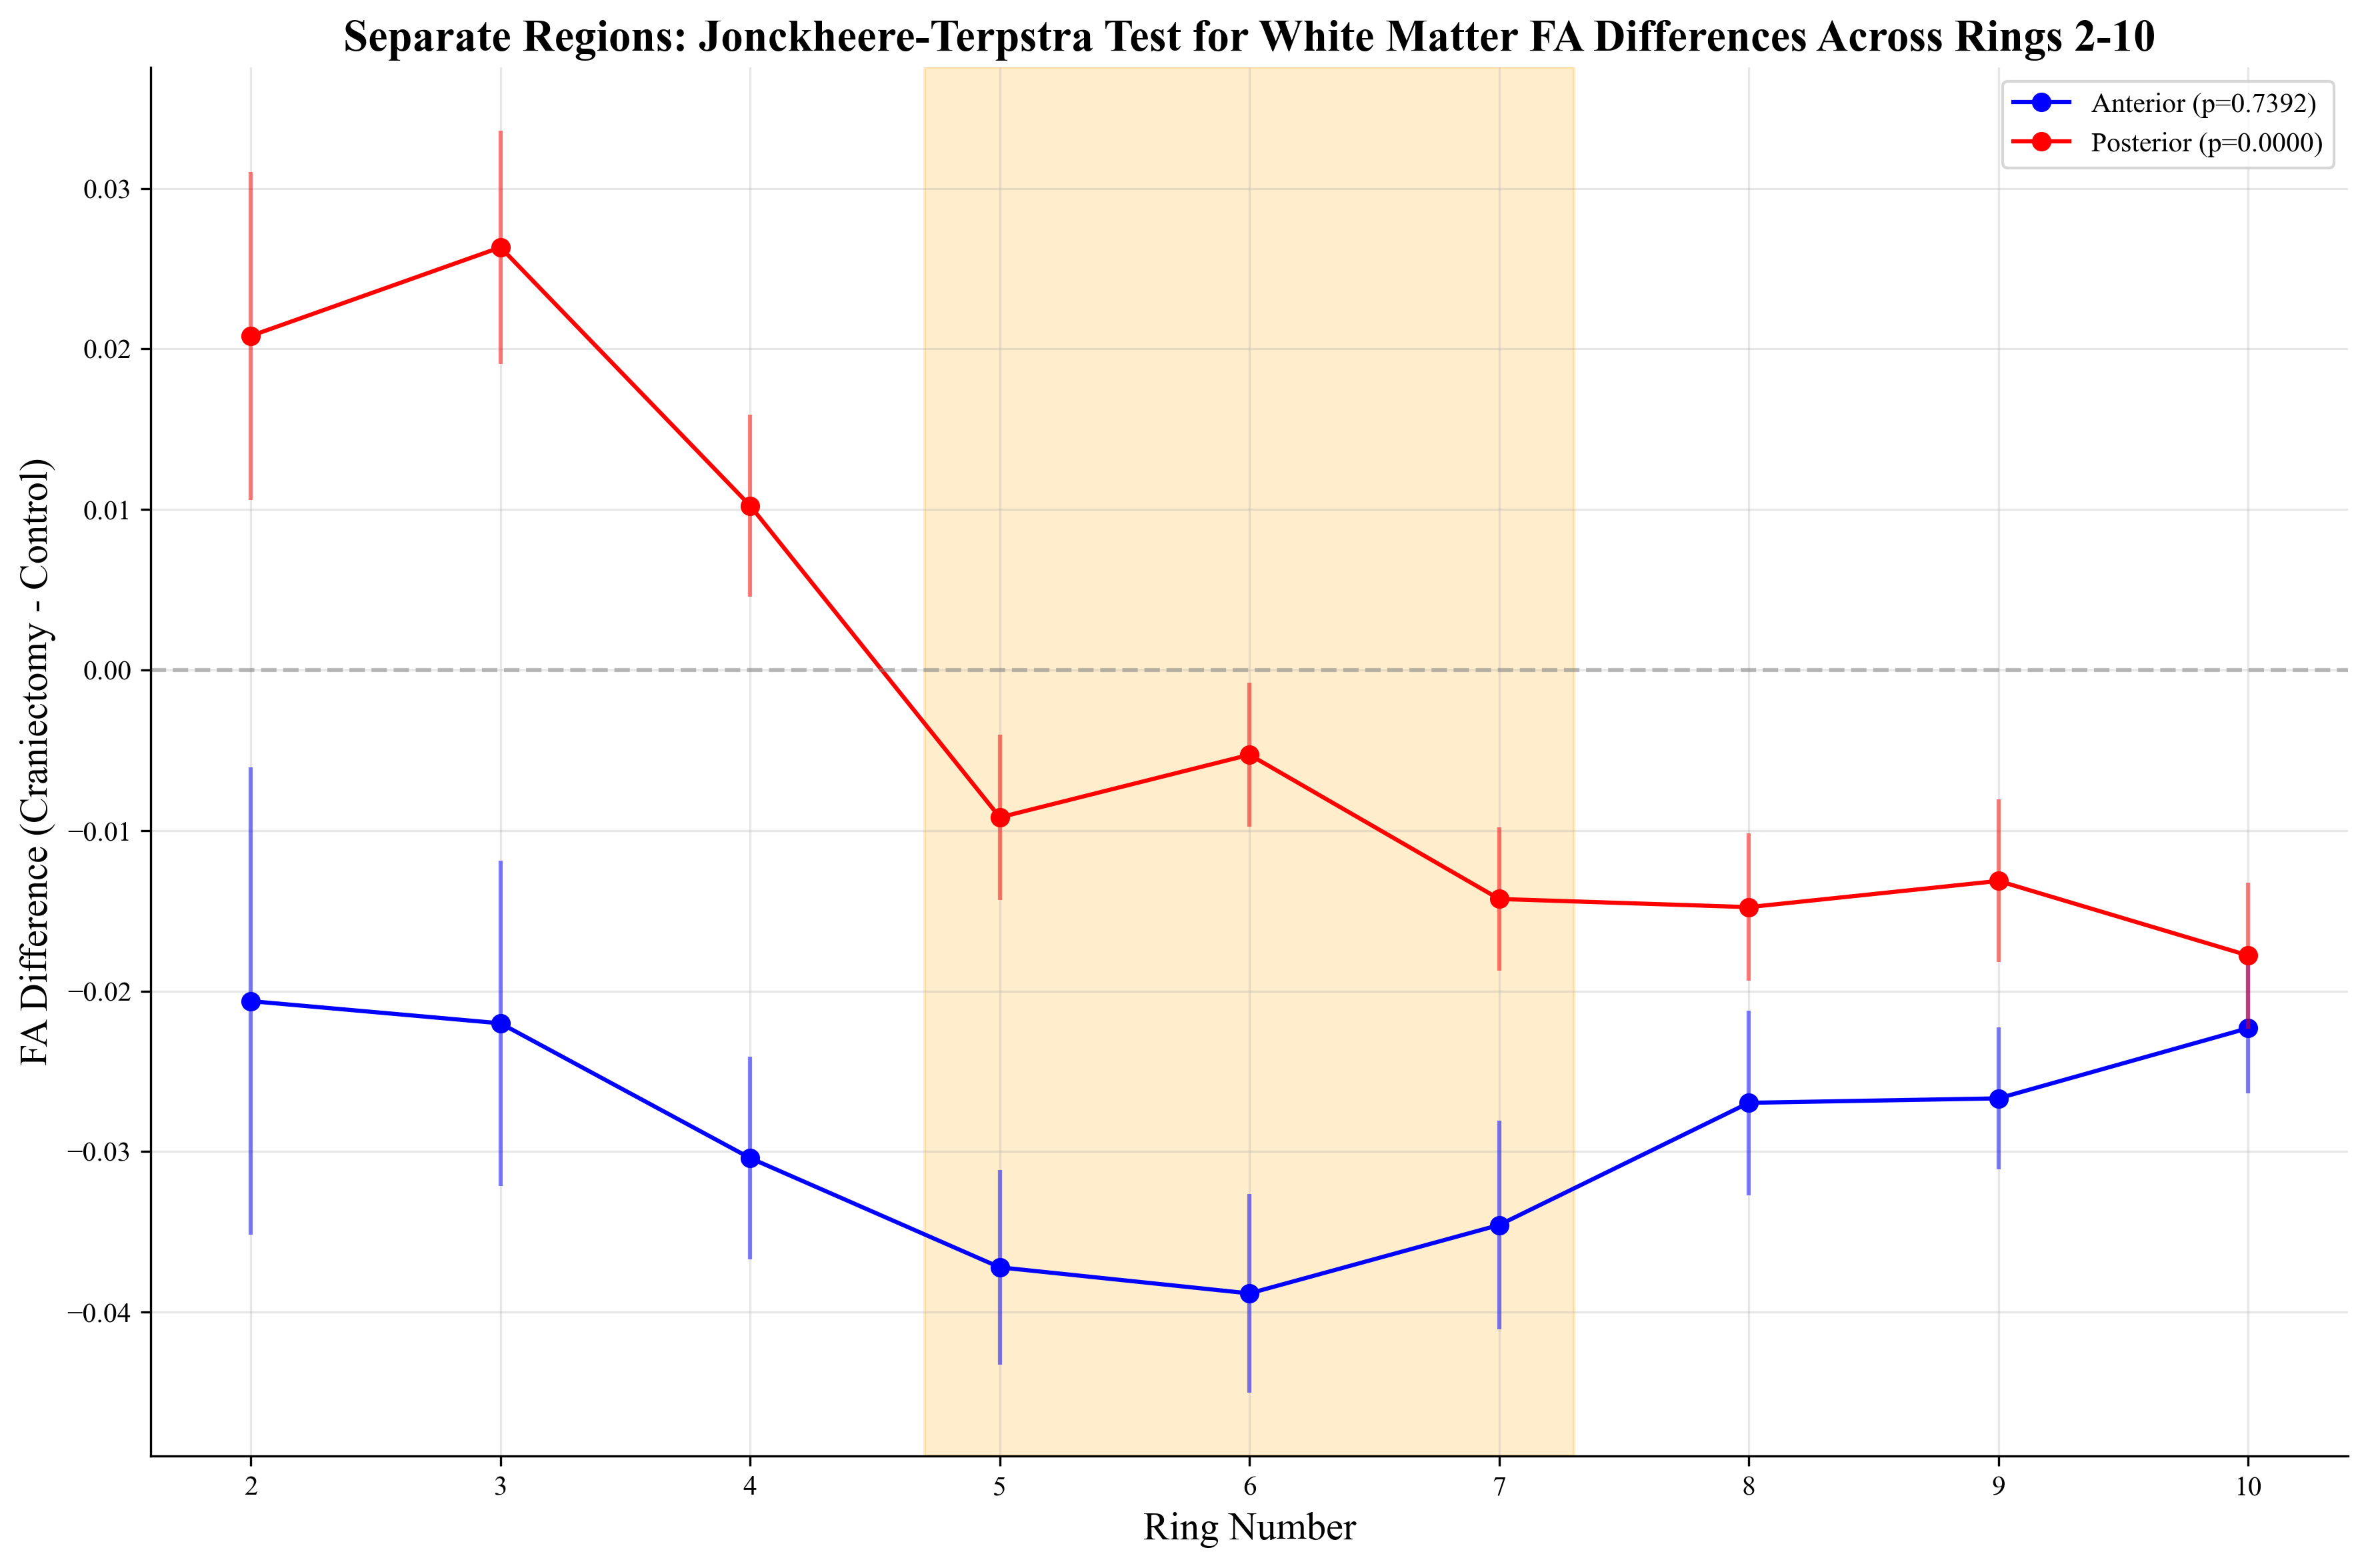 Separate Regions: Jonckheere-Terpstra Test for White Matter FA Differences Across Rings 2-10
Anterior (p=0.7392)
Posterior (p=0.0000)
FA Difference (Craniectomy - Control)
0.03
0.02
0.01
0.00
−0.01
−0.02
−0.03
−0.04
2 3 4 5 6 7 8 9 10
Ring Number